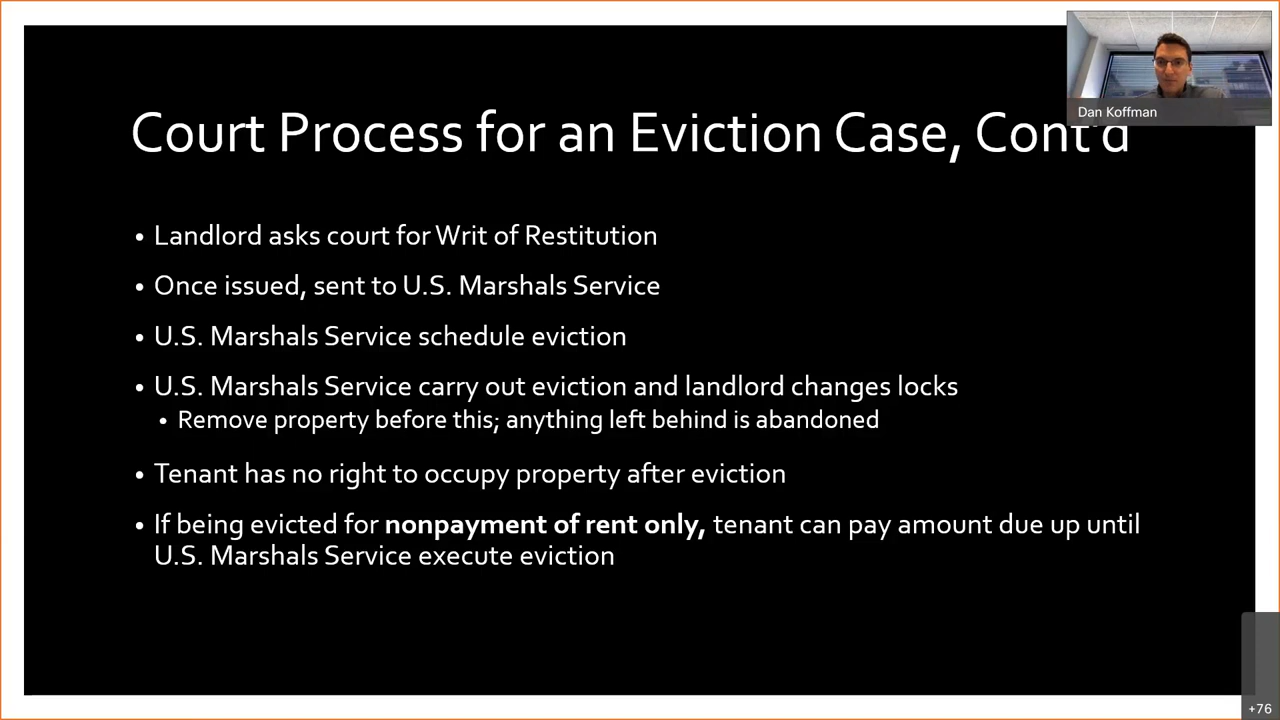 Dan Koffman
Court Process for an Eviction Case, Cont'd
• Landlord asks court for Writ of Restitution
• Once issued, sent to U.S. Marshals Service
• U.S. Marshals Service schedule eviction
• U.S. Marshals Service carry out eviction and landlord changes locks
• Remove property before this; anything left behind is abandoned
• Tenant has no right to occupy property after eviction
• If being evicted for nonpayment of rent only, tenant can pay amount due up until
U.S. Marshals Service execute eviction
+76